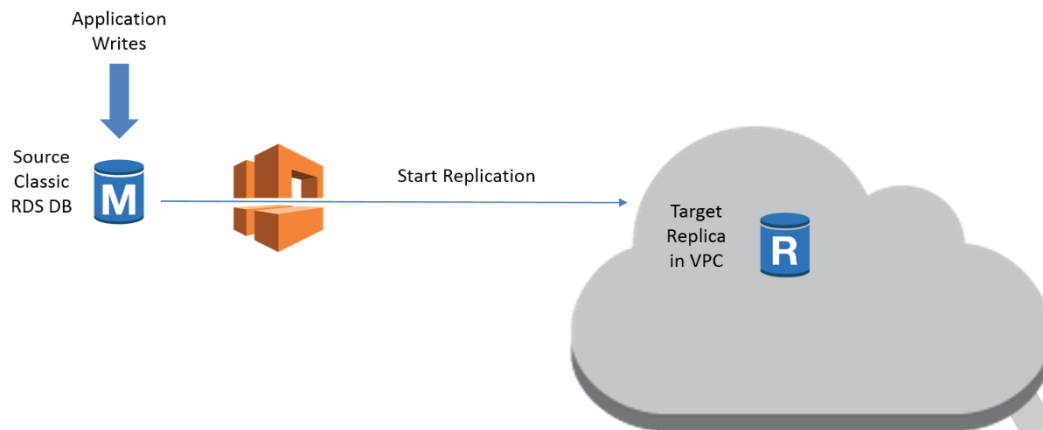 Application
Writes
Source
Classic
RDS DB
M
Start Replication
Target
Replica
in VPC
R